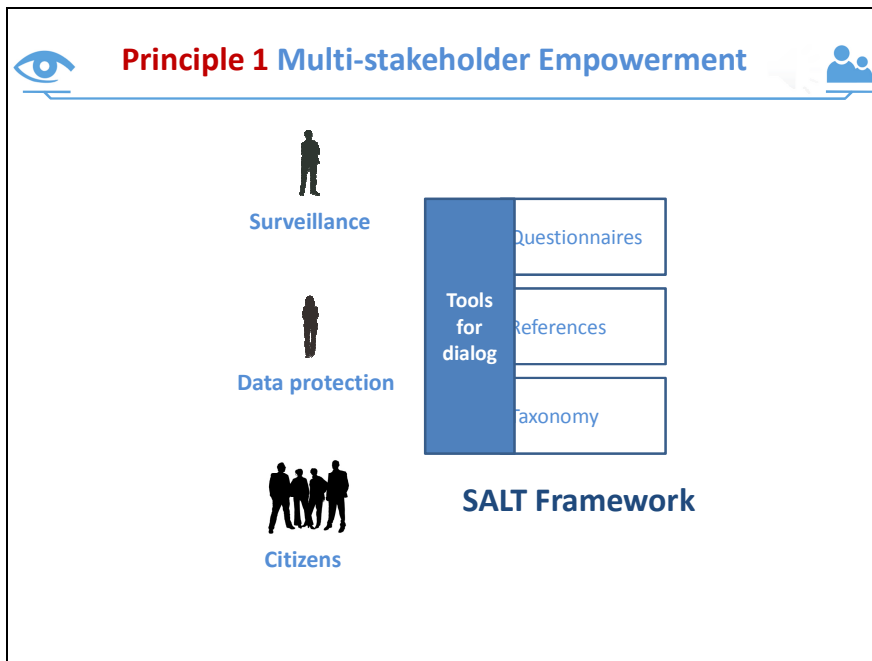 Principle 1 Multi-stakeholder Empowerment
Surveillance
Data protection
Citizens
Tools
for
dialog
Questionnaires
References
Taxonomy
SALT Framework